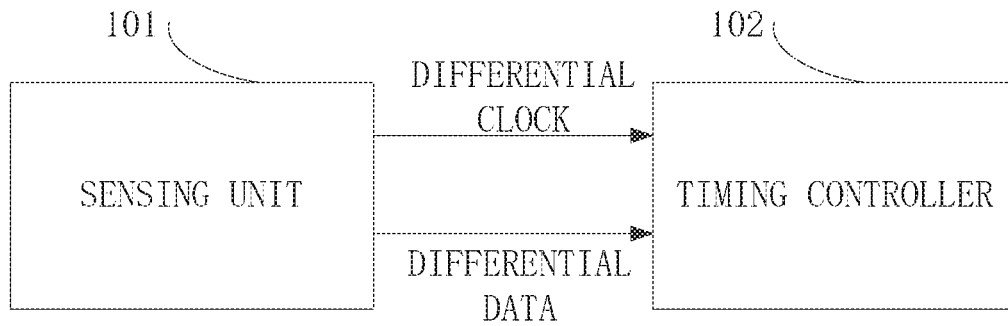 101
102
DIFFERENTIAL
CLOCK
SENSING UNIT
TIMING CONTROLLER
DIFFERENTIAL
DATA